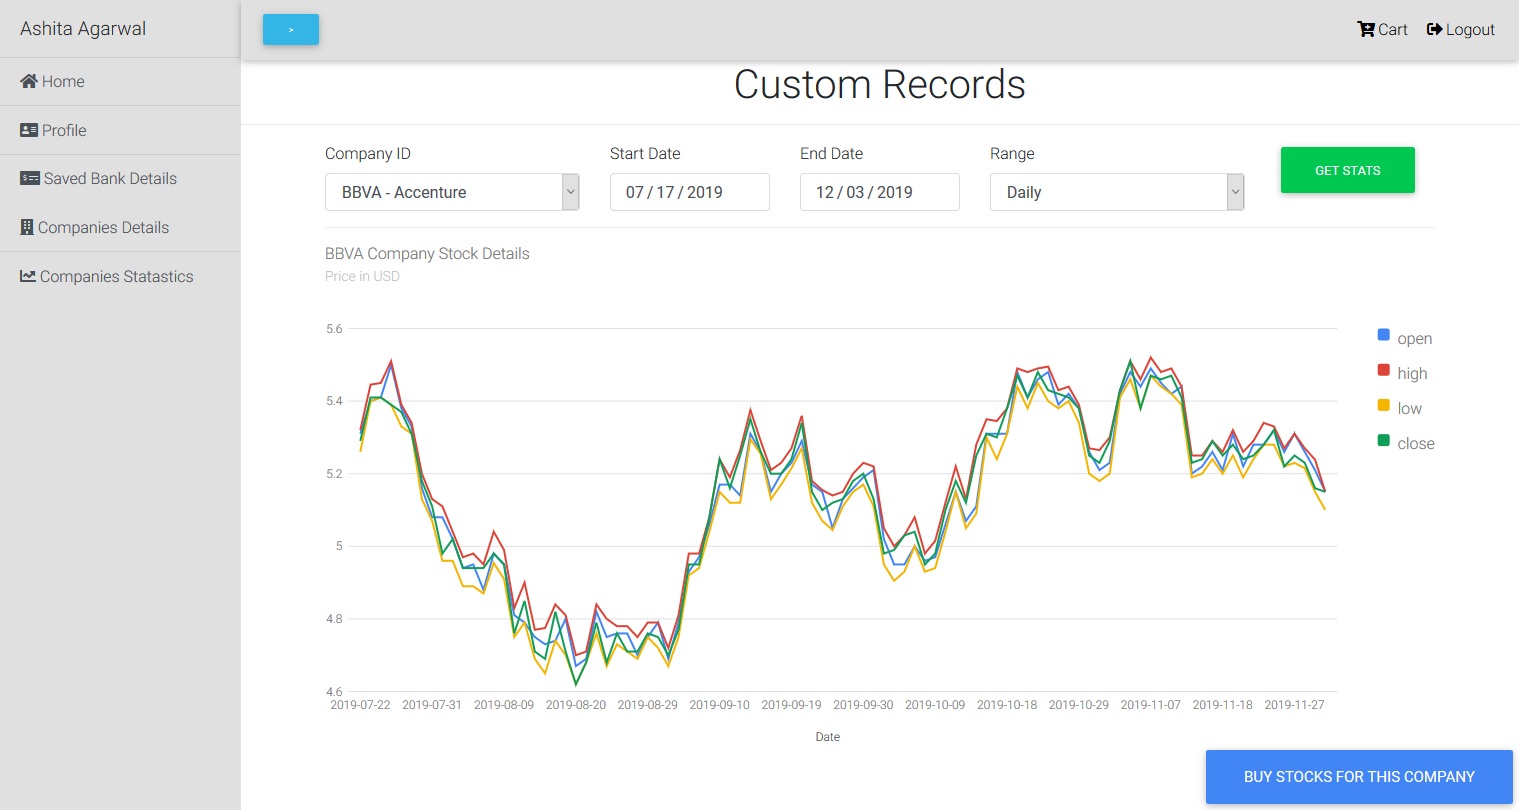 Ashita Agarwal
Home
Profile
Saved Bank Details
Companies Details
Companies Statastics
>
Cart Logout
Custom Records
Company ID Start Date End Date Range
BBVA - Accenture 07 / 17 / 2019 12 / 03 / 2019 Daily GET STATS
BBVA Company Stock Details
Price in USD
5.6
5.4
5.2
5
4.8
4.6
open
high
low
close
2019-07-22 2019-07-31 2019-08-09 2019-08-20 2019-08-29 2019-09-10 2019-09-19 2019-09-30 2019-10-09 2019-10-18 2019-10-29 2019-11-07 2019-11-18 2019-11-27
Date
BUY STOCKS FOR THIS COMPANY